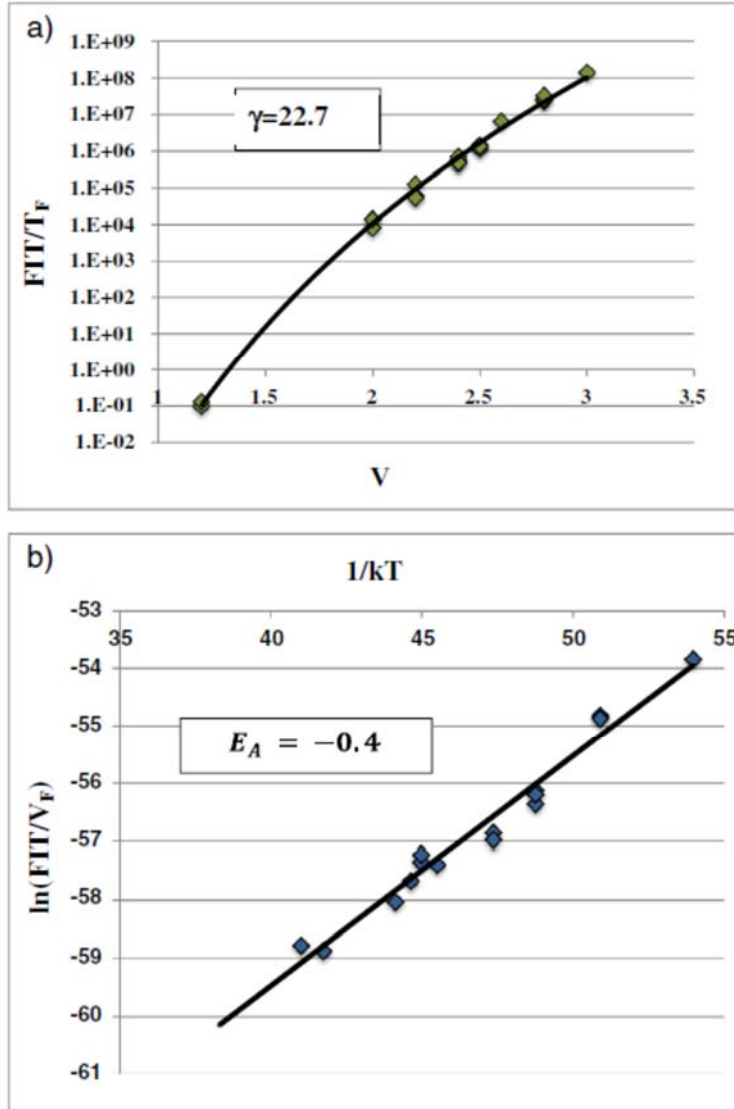 a)
1.E+09
1.E+08
1.E+07
1.E+06
1.E+05
1.E+04
1.E+03
1.E+02
1.E+01
1.E+00
1.E-01
1.E-02
FIT/TF
γ=22.7
1 1.5 2 2.5 3 3.5
V
b)
1/kT
35 40 45 50 55
-53
-54
-55
-56
-57
-58
-59
-60
-61
ln(FIT/VF)
EA = −0.4